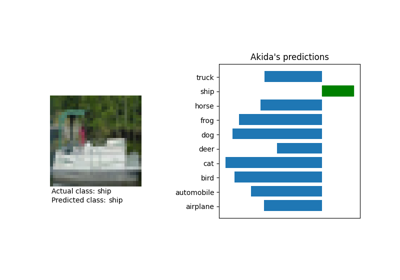 Akida's predictions
truck
ship
horse
frog
dog
deer
cat
bird
automobile
airplane
Actual class: ship
Predicted class: ship